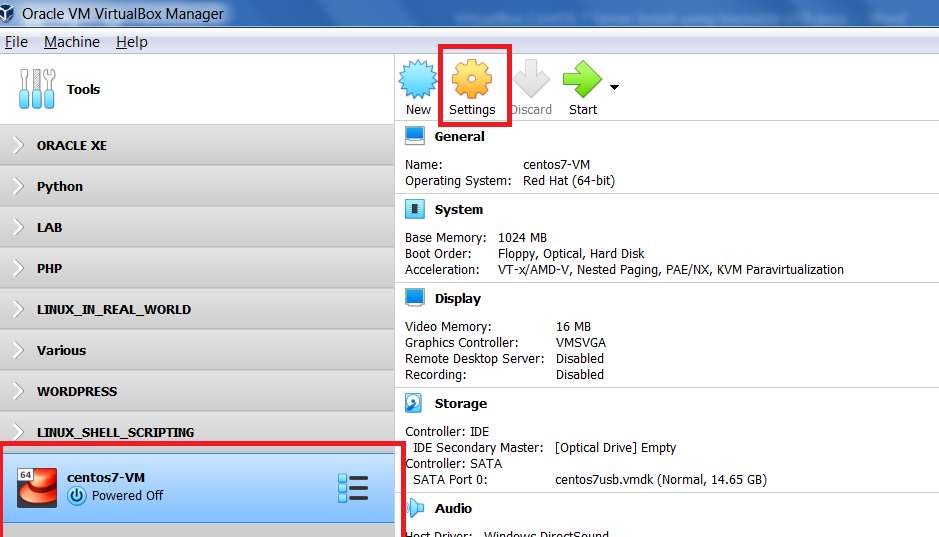 Oracle VM VirtualBox Manager
File Machine Help
Tools
New Settings Discard Start
ORACLE XE
Python
LAB
PHP
LINUX_IN_REAL_WORLD
Various
WORDPRESS
LINUX_SHELL_SCRIPTING
64
centos7-VM
Powered Off
General
Name: centos7-VM
Operating System: Red Hat (64-bit)
System
Base Memory: 1024 MB
Boot Order: Floppy, Optical, Hard Disk
Acceleration: VT-x/AMD-V, Nested Paging, PAE/NX, KVM Paravirtualization
Display
Video Memory: 16 MB
Graphics Controller: VMSVGA
Remote Desktop Server: Disabled
Recording: Disabled
Storage
Controller: IDE
IDE Secondary Master: [Optical Drive] Empty
Controller: SATA
SATA Port 0: centos7usb.vmdk (Normal, 14.65 GB)
Audio
Host Driver: Windows DirectSound